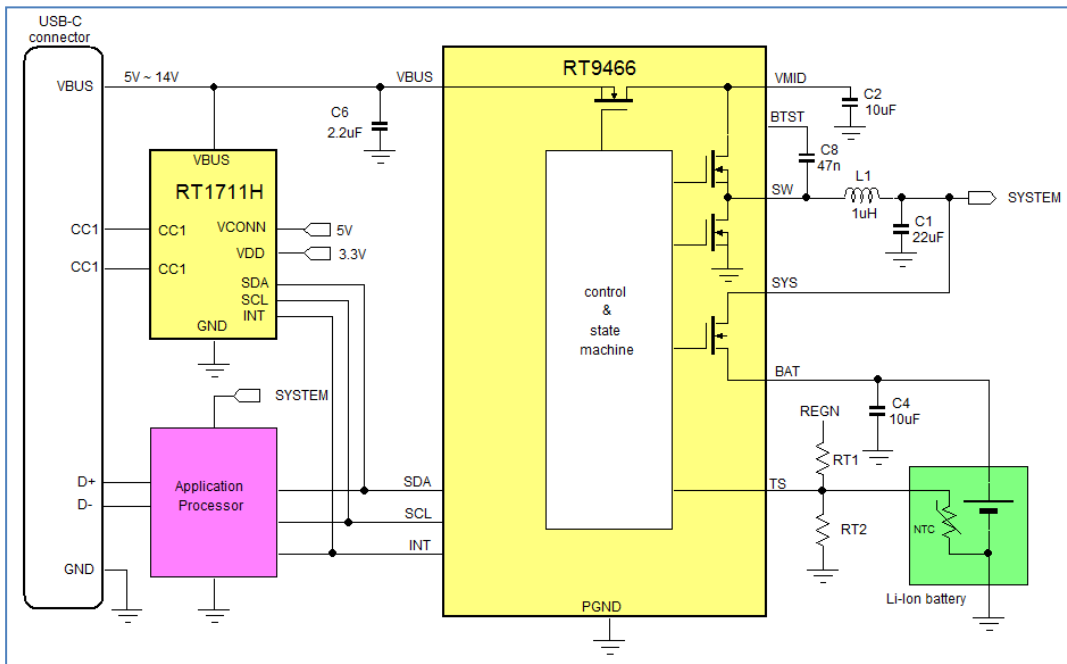 USB-C
connector
VBUS
5V ~ 14V
C6
2.2uF
VBUS
RT1711H
CC1
CC1
CC1
CC1
VCONN
5V
VDD
3.3V
SDA
SCL
INT
GND
SYSTEM
Application
Processor
D+
D-
GND
VBUS
RT9466
VMID
C2
10uF
BTST
C8
47n
SW
L1
1uH
SYSTEM
C1
22uF
control
&
state
machine
SYS
BAT
C4
10uF
REGN
RT1
TS
RT2
NTC
Li-Ion battery
SDA
SCL
INT
PGND